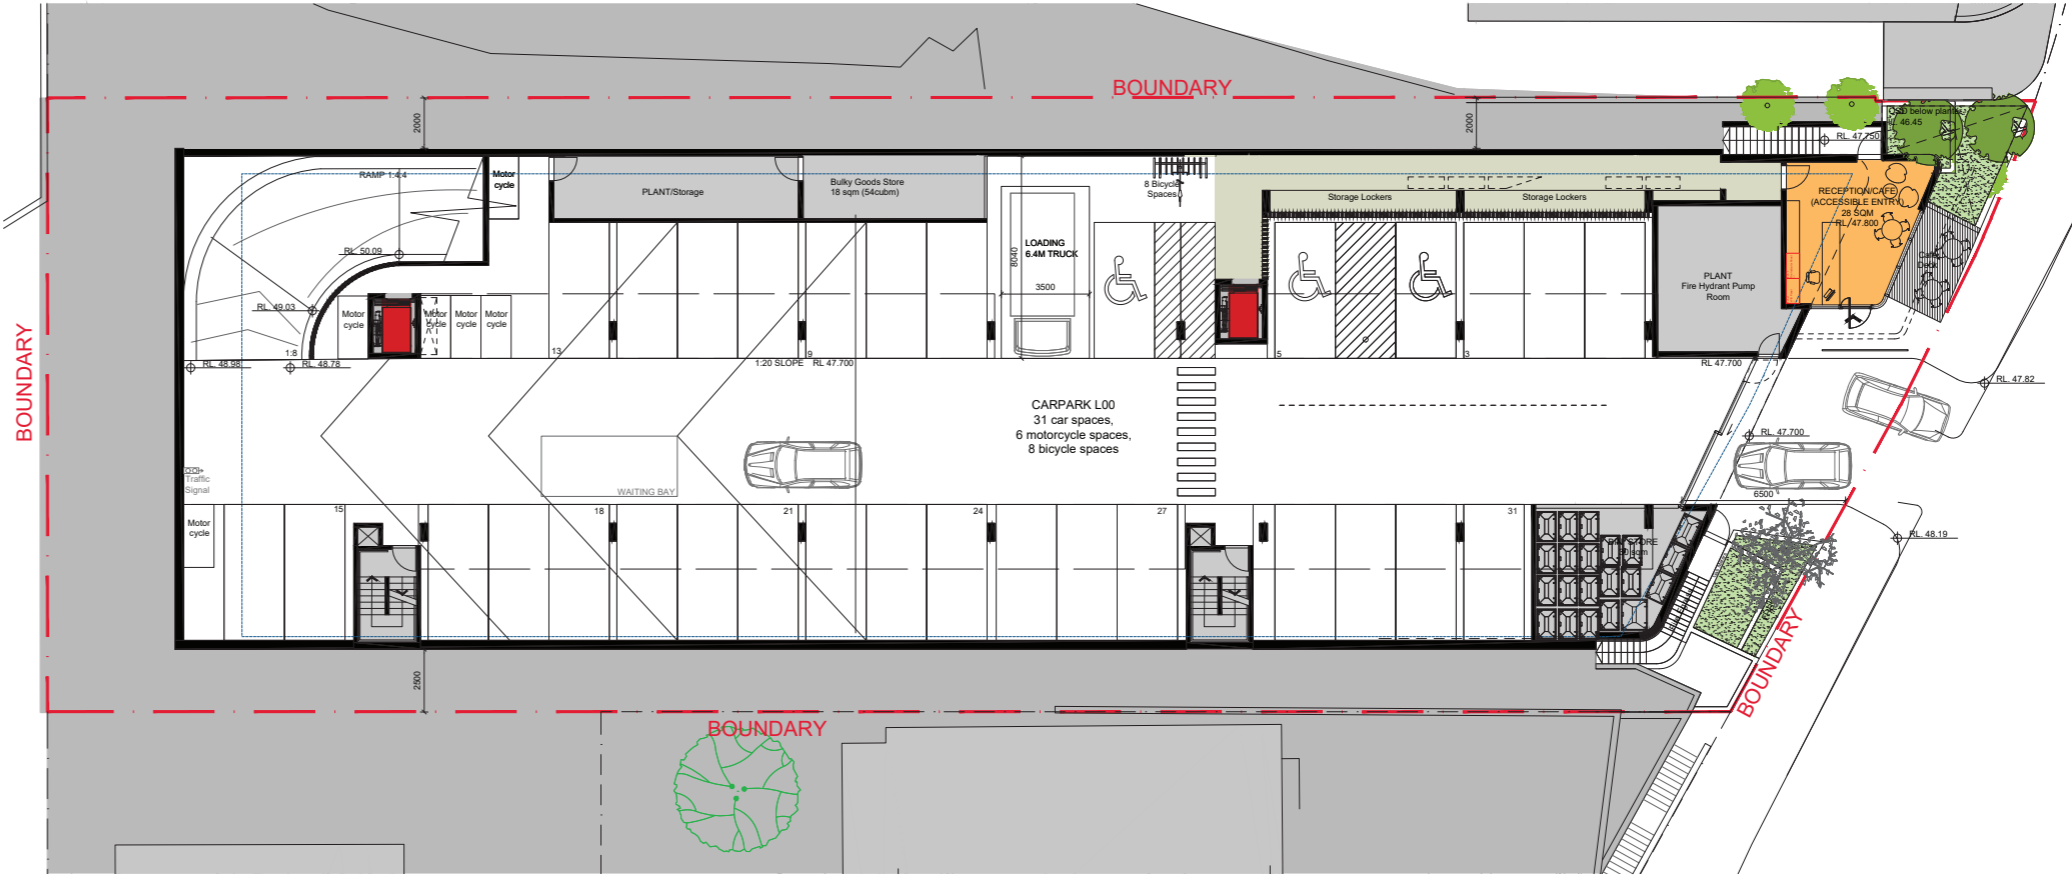 BOUNDARY
2000
2000
RL. 47.750
46.45
RAMP 1:4.4
Motor
cycle
PLANT/Storage
Bulky Goods Store
18 sqm (54cubm)
8 Bicycle
Spaces
Storage Lockers
Storage Lockers
RECEPTION/CAFE
(ACCESSIBLE ENTRY)
28 SQM
RL. 47.800
RL. 50.09
8040
LOADING
6.4M TRUCK
3500
Cafe
Deck
PLANT
Fire Hydrant Pump
Room
RL. 49.03
Motor
cycle
Motor
cycle
Motor
cycle
Motor
cycle
1:8
13
9
5
3
RL. 48.98
RL. 48.78
1:20 SLOPE
RL 47.700
RL 47.700
RL. 47.82
BOUNDARY
CARPARK L00
31 car spaces,
6 motorcycle spaces,
8 bicycle spaces
RL. 47.700
Traffic
Signal
WAITING BAY
6500
Motor
cycle
15
18
21
24
27
31
RL. 48.19
2500
BOUNDARY
BOUNDARY